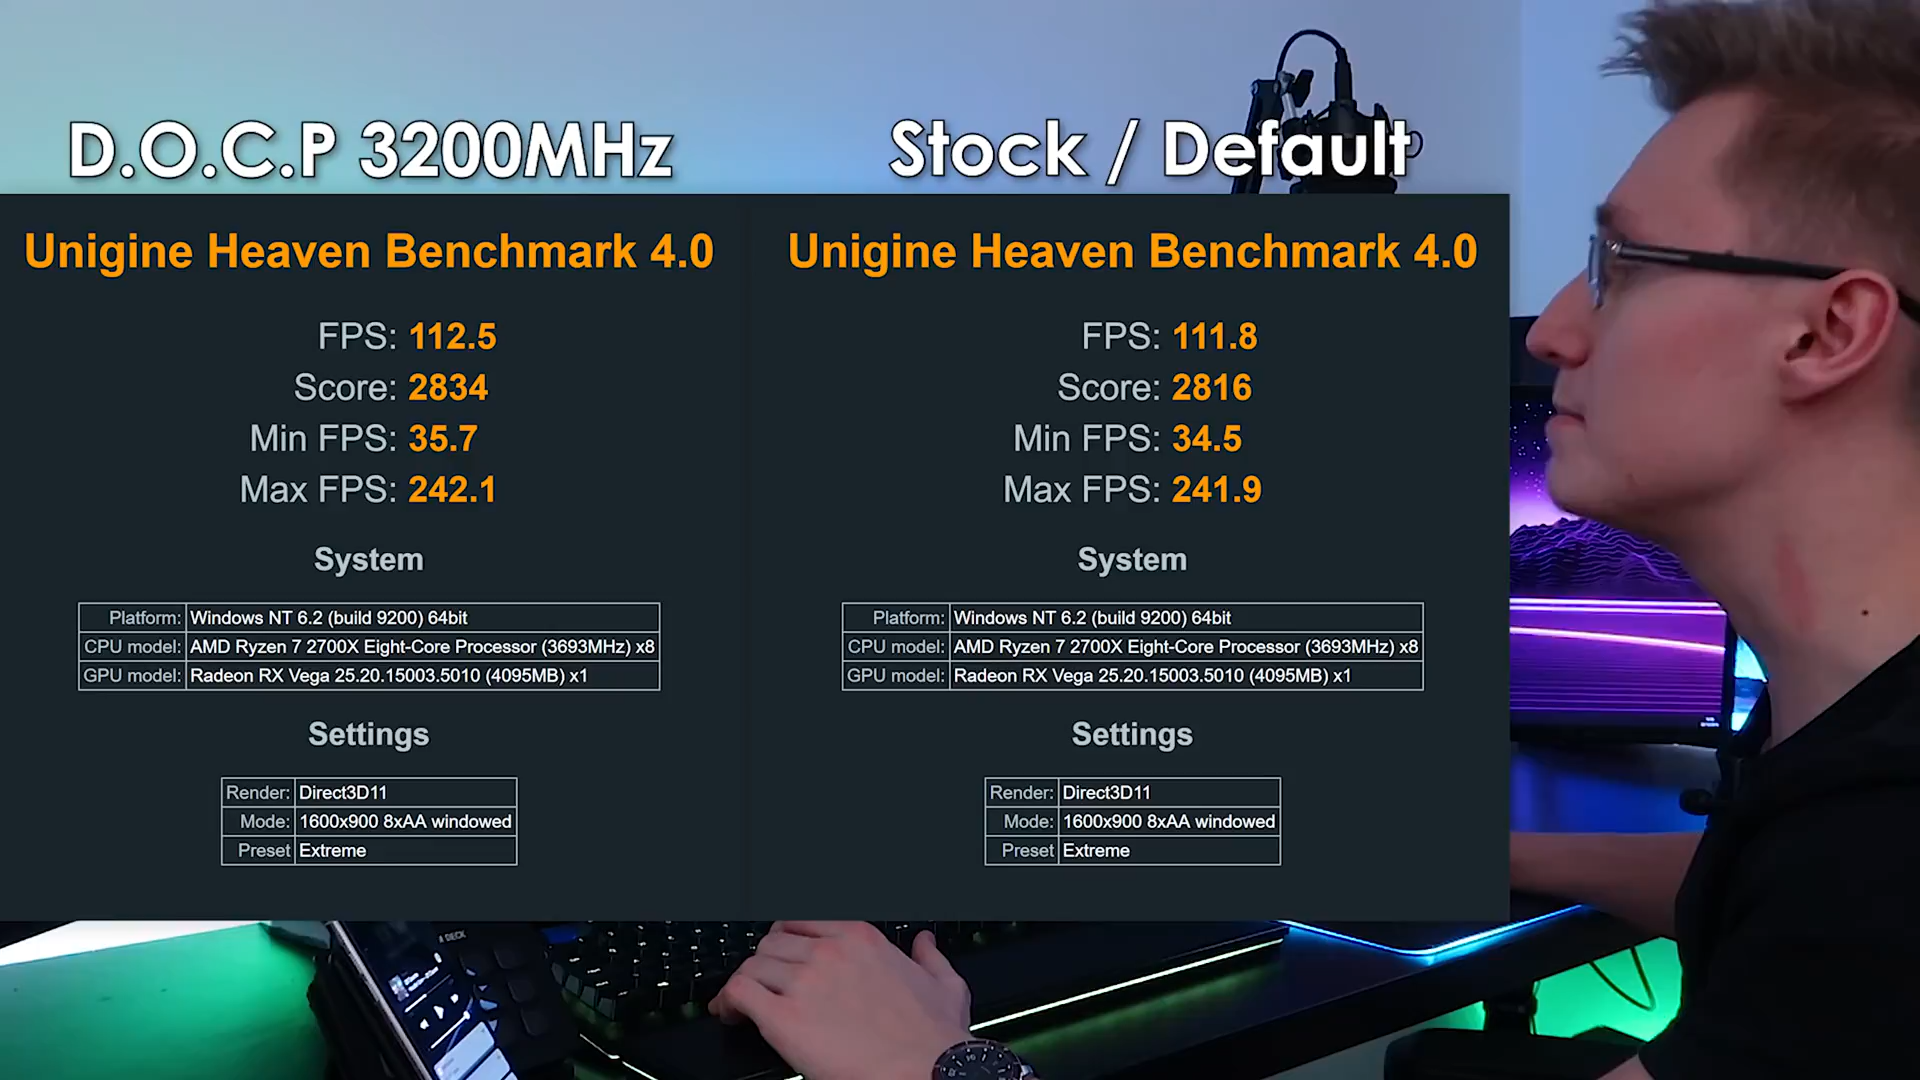 D.O.C.P 3200MHz
Unigine Heaven Benchmark 4.0
FPS: 112.5
Score: 2834
Min FPS: 35.7
Max FPS: 242.1
System
Platform: Windows NT 6.2 (build 9200) 64bit
CPU model: AMD Ryzen 7 2700X Eight-Core Processor (3693MHz) x8
GPU model: Radeon RX Vega 25.20.15003.5010 (4095MB) x1
Settings
Render: Direct3D11
Mode: 1600x900 8xAA windowed
Preset Extreme
Stock / Default
Unigine Heaven Benchmark 4.0
FPS: 111.8
Score: 2816
Min FPS: 34.5
Max FPS: 241.9
System
Platform: Windows NT 6.2 (build 9200) 64bit
CPU model: AMD Ryzen 7 2700X Eight-Core Processor (3693MHz) x8
GPU model: Radeon RX Vega 25.20.15003.5010 (4095MB) x1
Settings
Render: Direct3D11
Mode: 1600x900 8xAA windowed
Preset Extreme
DECK